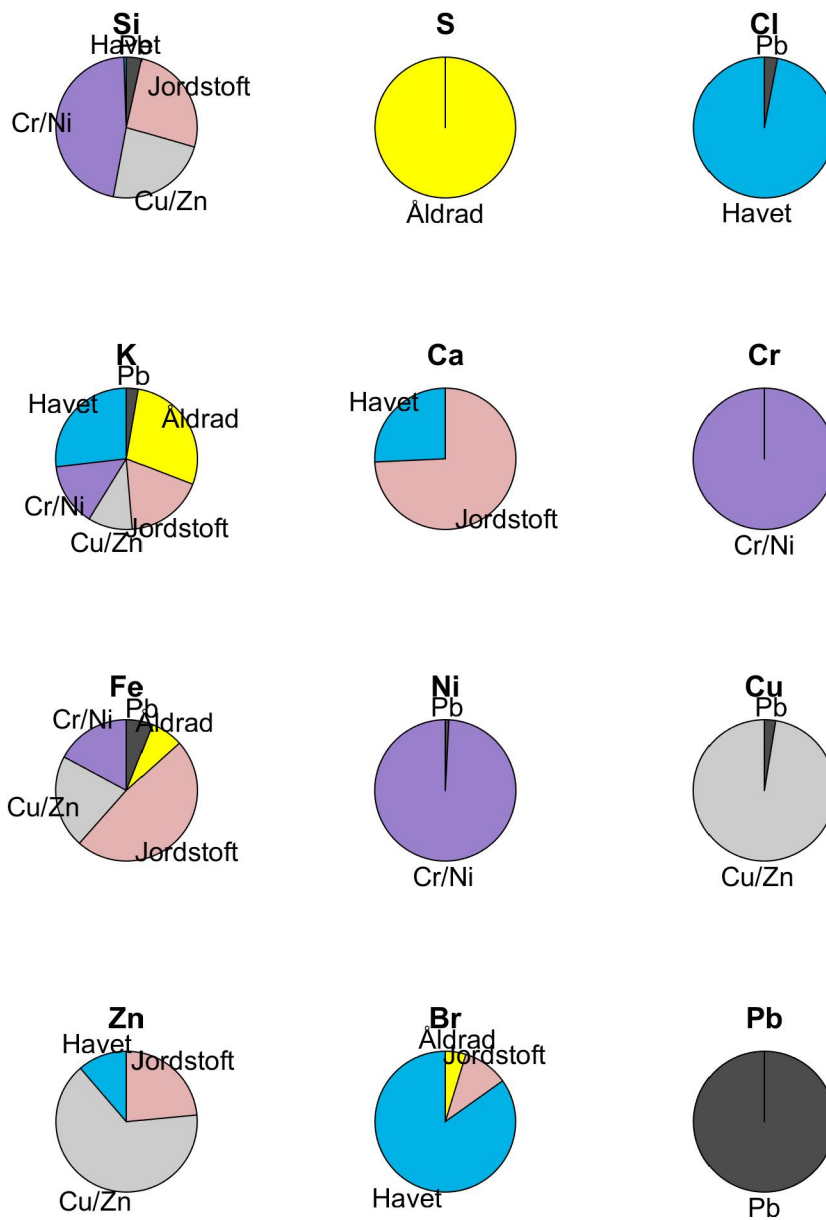 Si
S
Cl
Havet
Pb
Pb
Jordstoft
Cr/Ni
Cu/Zn
Åldrad
Havet
K
Ca
Cr
Pb
Havet
Åldrad
Havet
Cr/Ni
Jordstoft
Cu/Zn
Jordstoft
Cr/Ni
Fe
Ni
Cu
Pb
Pb
Pb
Cr/Ni
Åldrad
Cu/Zn
Jordstoft
Cr/Ni
Cu/Zn
Zn
Br
Pb
Havet
Jordstoft
Åldrad
Jordstoft
Cu/Zn
Havet
Pb